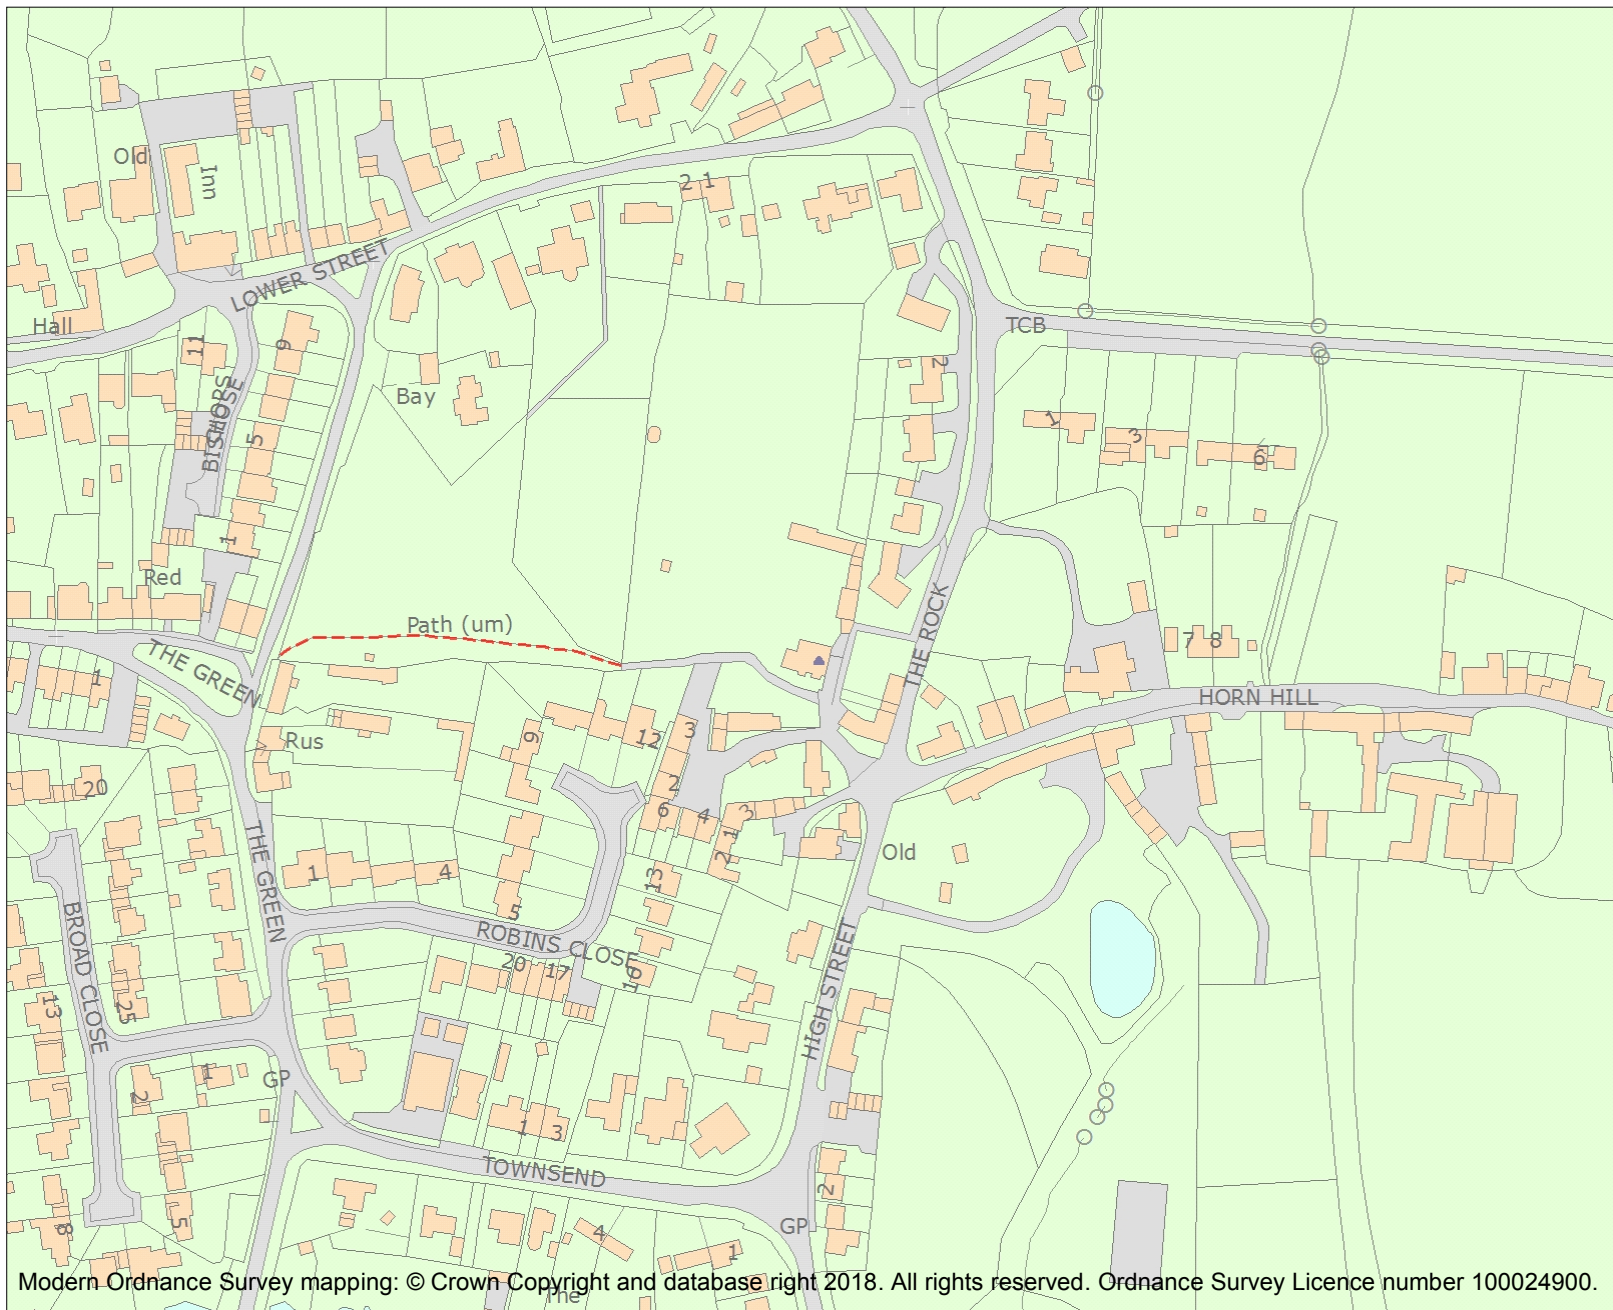 Old
Inn
2 1
LOWER STREET
Hall
TCB
11
9
2
BISHOPS
CLOSE
Bay
1
3
6
5
1
Red
THE ROCK
Path (um)
7 8
THE GREEN
1
HORN HILL
Rus
9
12
3
20
2
6
4
3
1
2
Old
THE GREEN
1
4
13
5
BROAD CLOSE
ROBINS CLOSE
HIGH STREET
20
17
16
13
25
GP
1
2
1
3
TOWNSEND
2
8
5
4
GP
1
The
Modern Ordnance Survey mapping: © Crown Copyright and database right 2018. All rights reserved. Ordnance Survey Licence number 100024900.